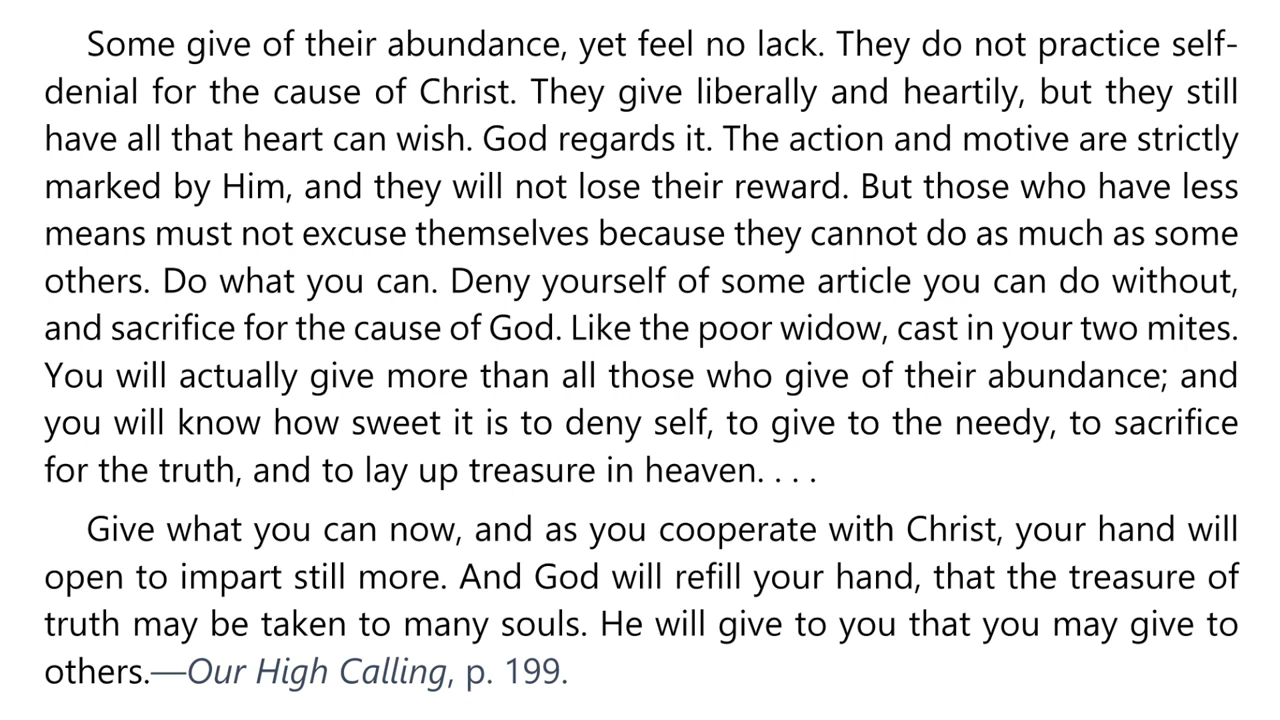 Some give of their abundance, yet feel no lack. They do not practice self-
denial for the cause of Christ. They give liberally and heartily, but they still
have all that heart can wish. God regards it. The action and motive are strictly
marked by Him, and they will not lose their reward. But those who have less
means must not excuse themselves because they cannot do as much as some
others. Do what you can. Deny yourself of some article you can do without,
and sacrifice for the cause of God. Like the poor widow, cast in your two mites.
You will actually give more than all those who give of their abundance; and
you will know how sweet it is to deny self, to give to the needy, to sacrifice
for the truth, and to lay up treasure in heaven. . . .
Give what you can now, and as you cooperate with Christ, your hand will
open to impart still more. And God will refill your hand, that the treasure of
truth may be taken to many souls. He will give to you that you may give to
others.—Our High Calling, p. 199.